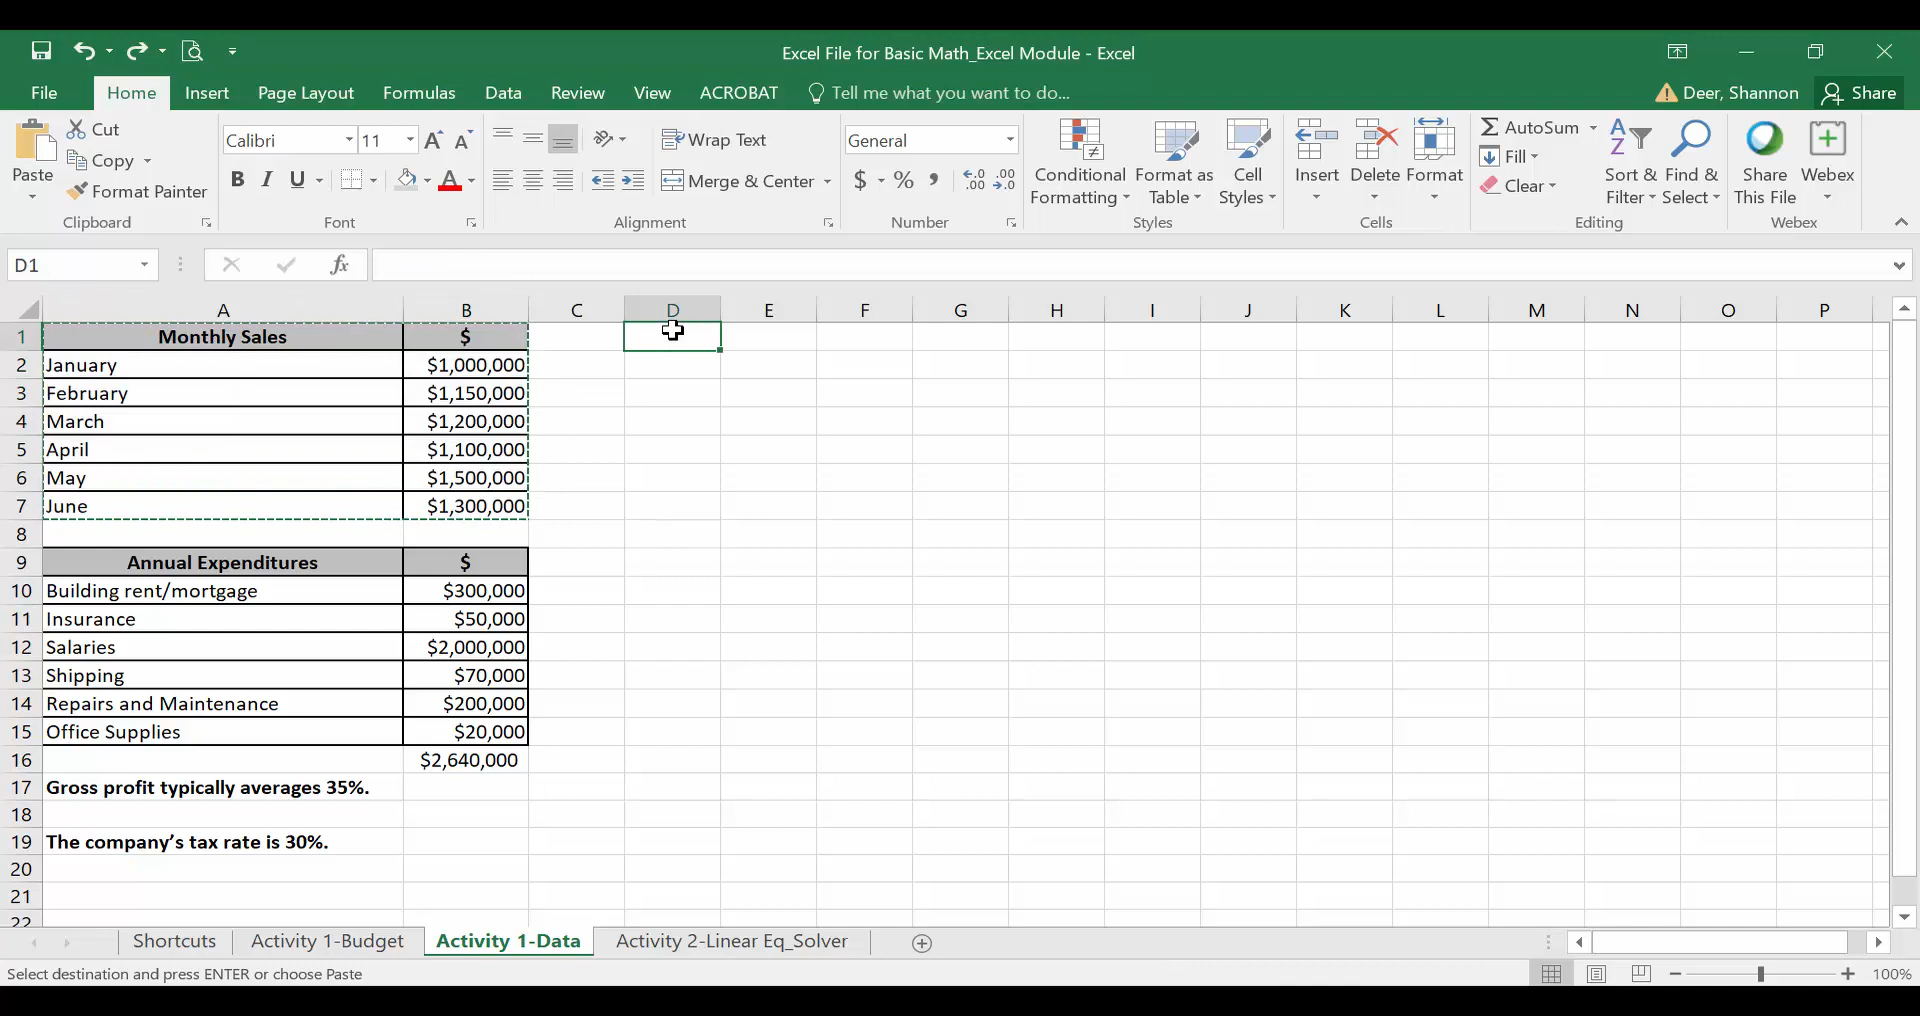 Excel File for Basic Math_Excel Module - Excel
File Home Insert Page Layout Formulas Data Review View ACROBAT Tell me what you want to do... Deer, Shannon Share
Paste
Cut
Copy
Format Painter
Clipboard
Calibri 11 A A
B I U A
Font
Wrap Text
Merge & Center
Alignment
General
$ % , .00 .00
Number
Conditional Formatting
Format as Table
Cell Styles
Styles
Insert
Delete
Format
Cells
AutoSum
Fill
Clear
Sort & Filter
Find & Select
Editing
Share This File
Webex
Webex
D1 fx
A B C D E F G H I J K L M N O P
1 Monthly Sales $
2 January $1,000,000
3 February $1,150,000
4 March $1,200,000
5 April $1,100,000
6 May $1,500,000
7 June $1,300,000
8
9 Annual Expenditures $
10 Building rent/mortgage $300,000
11 Insurance $50,000
12 Salaries $2,000,000
13 Shipping $70,000
14 Repairs and Maintenance $200,000
15 Office Supplies $20,000
16 $2,640,000
17 Gross profit typically averages 35%.
18
19 The company’s tax rate is 30%.
20
21
22
Shortcuts Activity 1-Budget Activity 1-Data Activity 2-Linear Eq_Solver
Select destination and press ENTER or choose Paste 100%